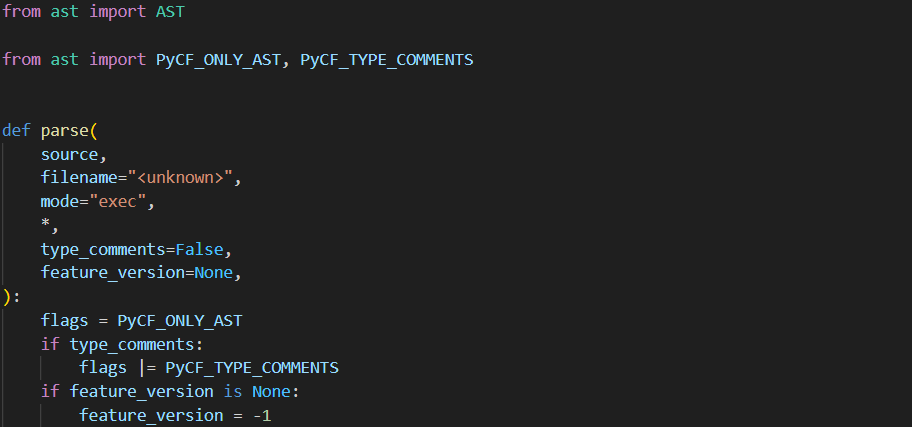 from ast import AST
from ast import PyCF_ONLY_AST, PyCF_TYPE_COMMENTS
def parse(
    source,
    filename="<unknown>",
    mode="exec",
    *,
    type_comments=False,
    feature_version=None,
):
    flags = PyCF_ONLY_AST
    if type_comments:
        flags |= PyCF_TYPE_COMMENTS
    if feature_version is None:
        feature_version = -1